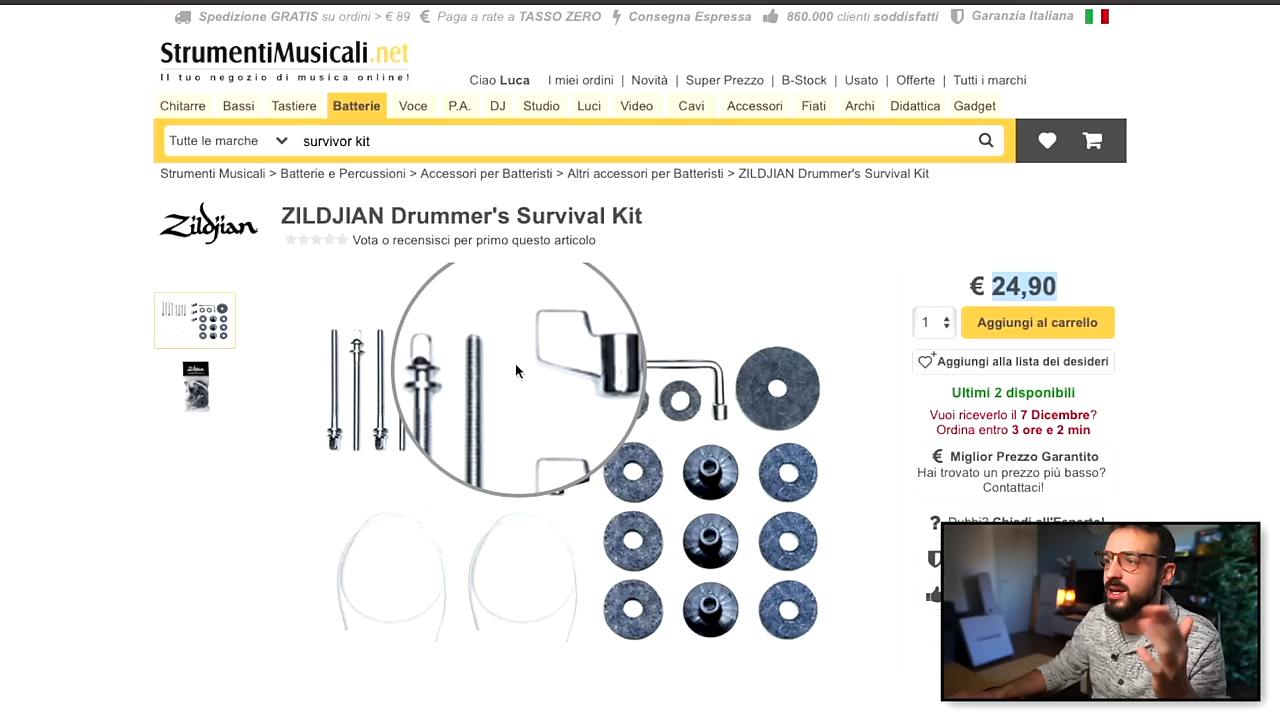 Spedizione GRATIS su ordini > € 89 € Paga a rate a TASSO ZERO Consegna Espressa 860.000 clienti soddisfatti Garanzia Italiana
StrumentiMusicali.net
Il tuo negozio di musica online!
Ciao Luca I miei ordini | Novità | Super Prezzo | B-Stock | Usato | Offerte | Tutti i marchi
Chitarre Bassi Tastiere Batterie Voce P.A. DJ Studio Luci Video Cavi Accessori Fiati Archi Didattica Gadget
Tutte le marche survivor kit
Strumenti Musicali > Batterie e Percussioni > Accessori per Batteristi > Altri accessori per Batteristi > ZILDJIAN Drummer's Survival Kit
Zildjian
ZILDJIAN Drummer's Survival Kit
Vota o recensisci per primo questo articolo
€ 24,90
1 Aggiungi al carrello
Aggiungi alla lista dei desideri
Ultimi 2 disponibili
Vuoi riceverlo il 7 Dicembre?
Ordina entro 3 ore e 2 min
€ Miglior Prezzo Garantito
Hai trovato un prezzo più basso?
Contattaci!
? Dubbi? Chiedi all'Esperto!